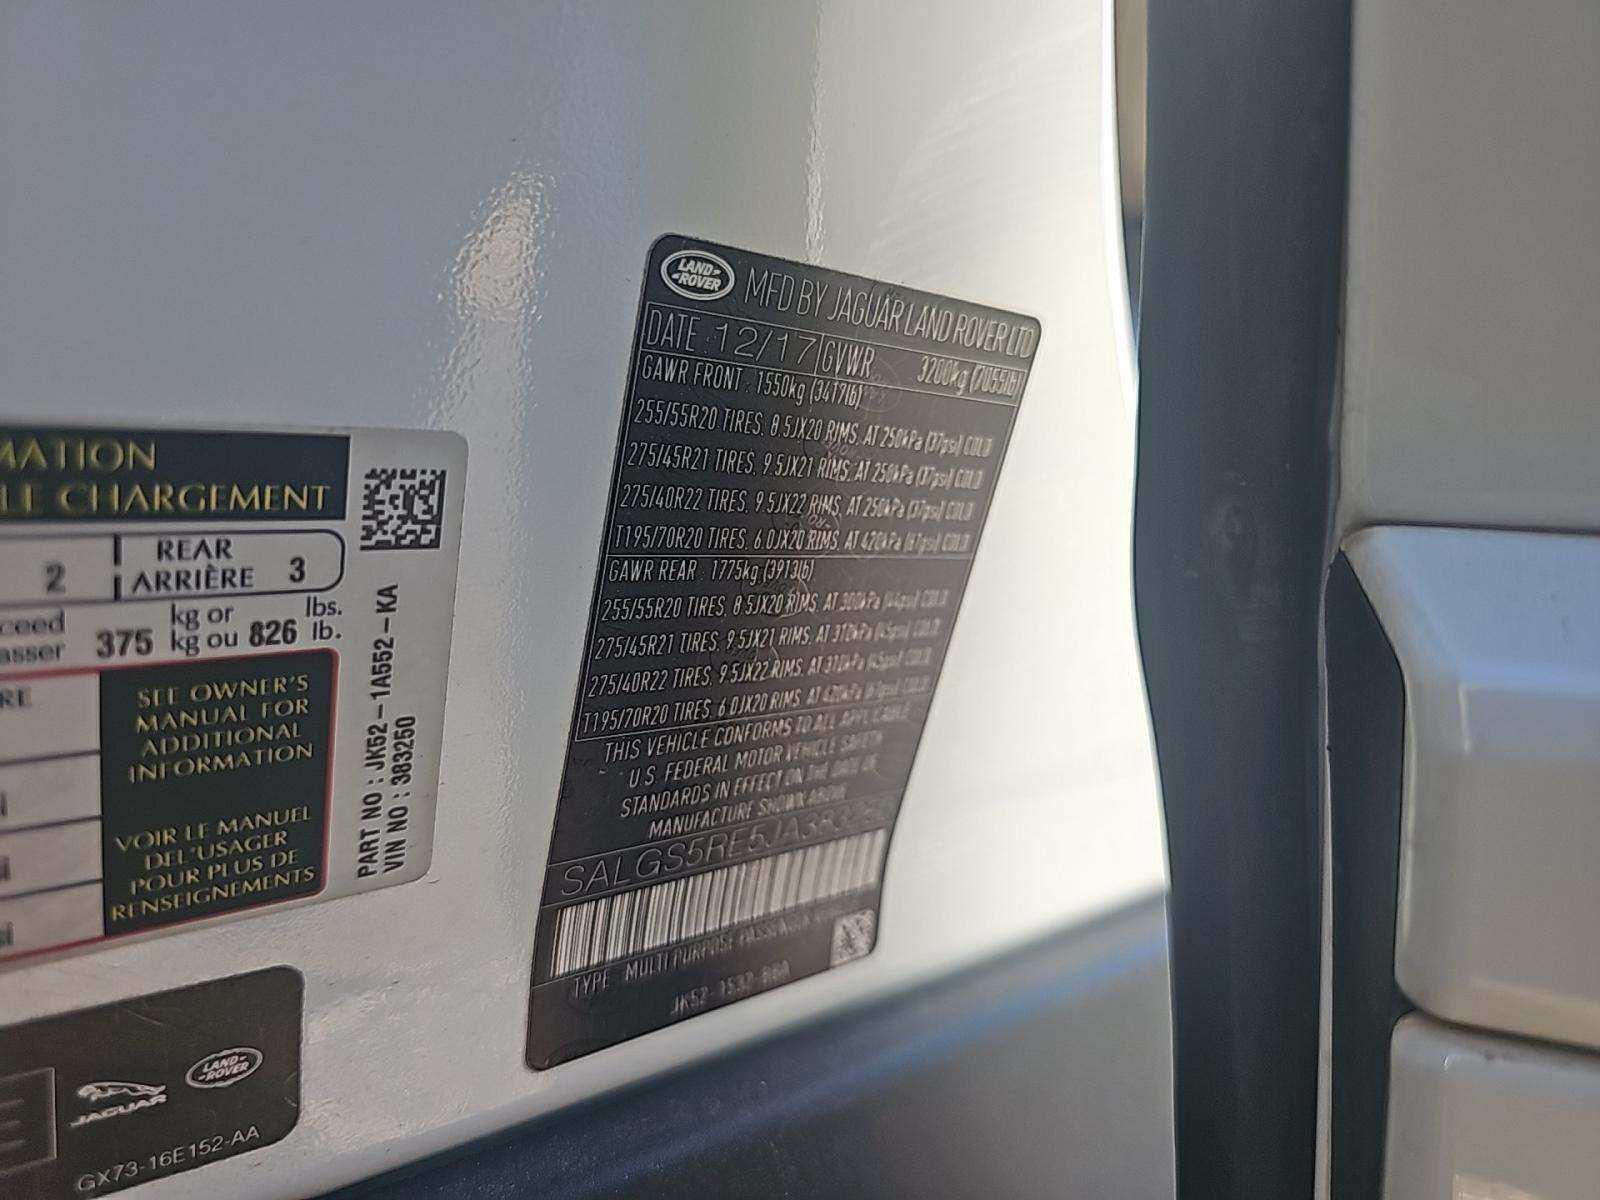 LAND ROVER
MFD BY JAGUAR LAND ROVER LTD
DATE : 12/17 GVWR 3200kg (7055lb)
GAWR FRONT : 1550kg (3417lb)
255/55R20 TIRES, 8.5JX20 RIMS, AT 250kPa (37psi) COLD
275/45R21 TIRES, 9.5JX21 RIMS, AT 250kPa (37psi) COLD
275/40R22 TIRES, 9.5JX22 RIMS, AT 250kPa (37psi) COLD
T195/70R20 TIRES, 6.0JX20 RIMS, AT 420kPa (61psi) COLD
GAWR REAR : 1775kg (3913lb)
255/55R20 TIRES, 8.5JX20 RIMS, AT 300kPa (44psi) COLD
275/45R21 TIRES, 9.5JX21 RIMS, AT 310kPa (45psi) COLD
275/40R22 TIRES, 9.5JX22 RIMS, AT 310kPa (45psi) COLD
T195/70R20 TIRES, 6.0JX20 RIMS, AT 420kPa (61psi) COLD
THIS VEHICLE CONFORMS TO ALL APPLICABLE
U.S. FEDERAL MOTOR VEHICLE SAFETY
STANDARDS IN EFFECT ON THE DATE OF
MANUFACTURE SHOWN ABOVE
SALGS5RE5JA383250
TYPE : MULTI PURPOSE PASSENGER
MATION
LE CHARGEMENT
2 REAR
ARRIÈRE 3
ceed 375 kg or 826 lbs.
asser kg ou lb.
RE
SEE OWNER'S
MANUAL FOR
ADDITIONAL
INFORMATION
VOIR LE MANUEL
DEL'USAGER
POUR PLUS DE
RENSEIGNEMENTS
PART NO : JK52-1A552-KA
VIN NO : 383250
JAGUAR
LAND ROVER
GX73-16E152-AA